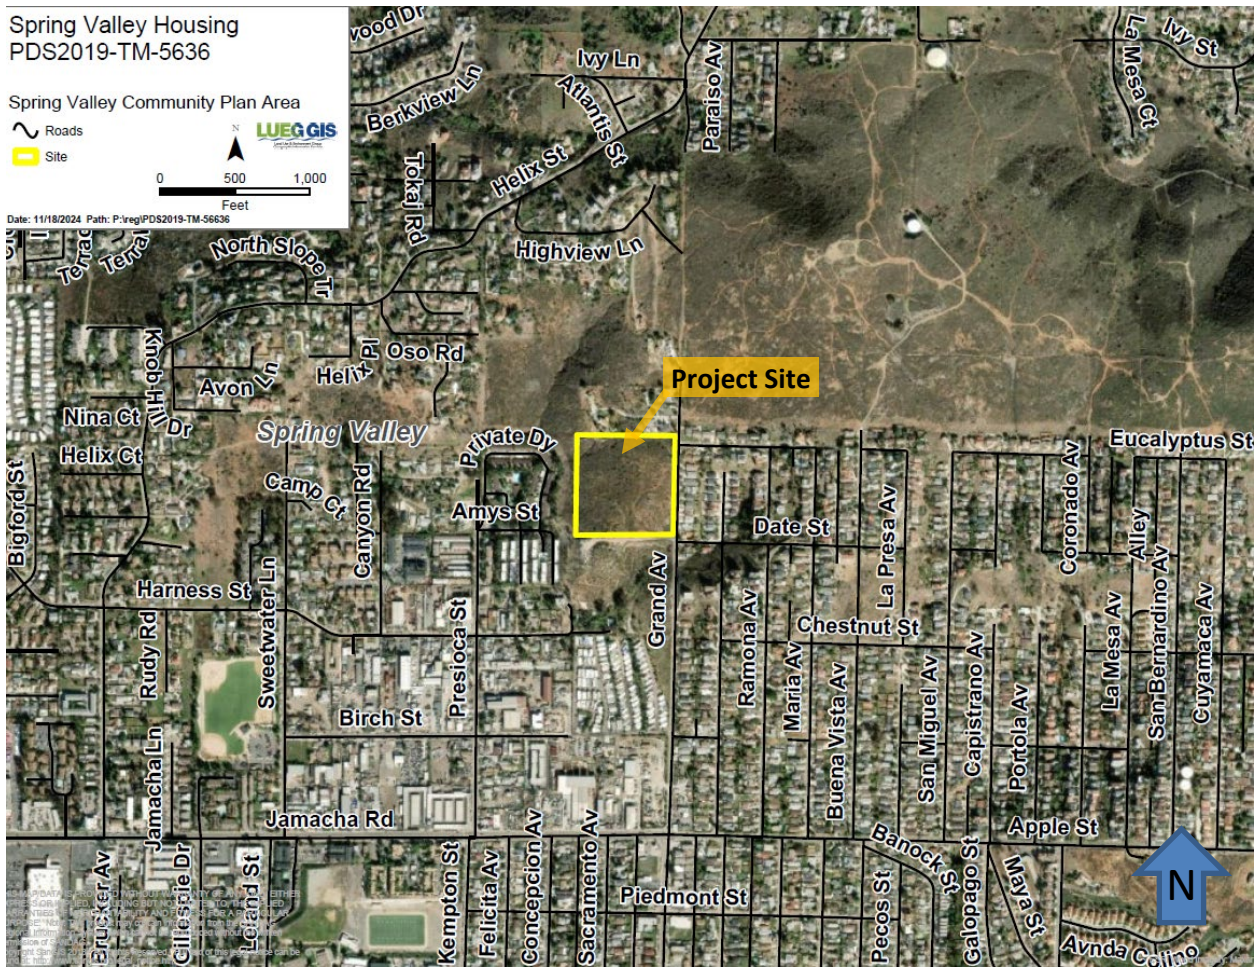 Spring Valley Housing
PDS2019-TM-5636
Spring Valley Community Plan Area
Roads
Site
N
LUEG GIS
0 500 1,000
Feet
Date: 11/18/2024 Path: P:\reg\PDS2019-TM-56636
wood Dr
Ivy Ln
Berkview Ln
Atlantis St
Paraiso Av
La Mesa Ct
Ivy St
Helix St
Tokaj Rd
Highview Ln
North Slope Tr
Knob Hill Dr
Avon Ln
Helix Pl
Oso Rd
Project Site
Nina Ct
Spring Valley
Private Dy
Eucalyptus St
Helix Ct
Bigford St
Camp Ct
Canyon Rd
Amys St
Date St
La Presa Av
Coronado Av
Alley
Harness St
Sweetwater Ln
Presioca St
Grand Av
Ramona Av
Chestnut St
Maria Av
Buena Vista Av
San Miguel Av
Capistrano Av
Portola Av
La Mesa Av
San Bernardino Av
Cuyamaca Av
Rudy Rd
Birch St
Jamacha Ln
Jamacha Rd
Apple St
Gillespie Dr
Kempton St
Felicita Av
Concepcion Av
Sacramento Av
Piedmont St
Banock St
Pecos St
Galopago St
Maya St
Avnda Colino
N